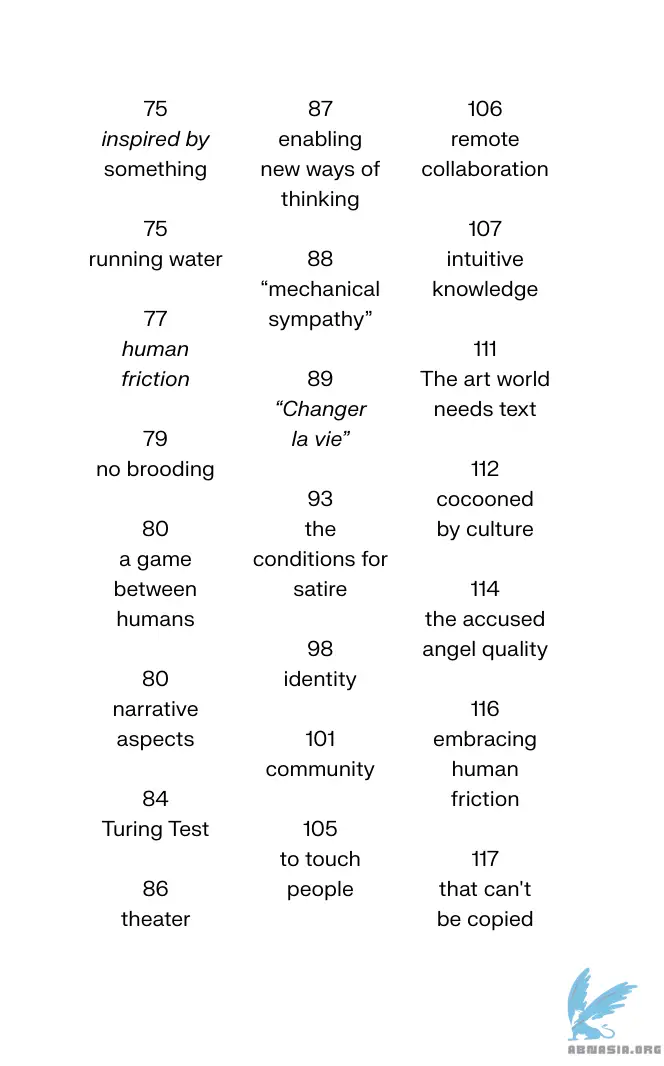 75
inspired by
something
75
running water
77
human
friction
79
no brooding
80
a game
between
humans
80
narrative
aspects
84
Turing Test
86
theater
87
enabling
new ways of
thinking
88
“mechanical
sympathy”
89
“Changer
la vie”
93
the
conditions for
satire
98
identity
101
community
105
to touch
people
106
remote
collaboration
107
intuitive
knowledge
111
The art world
needs text
112
cocooned
by culture
114
the accused
angel quality
116
embracing
human
friction
117
that can't
be copied
ABNASIA.ORG